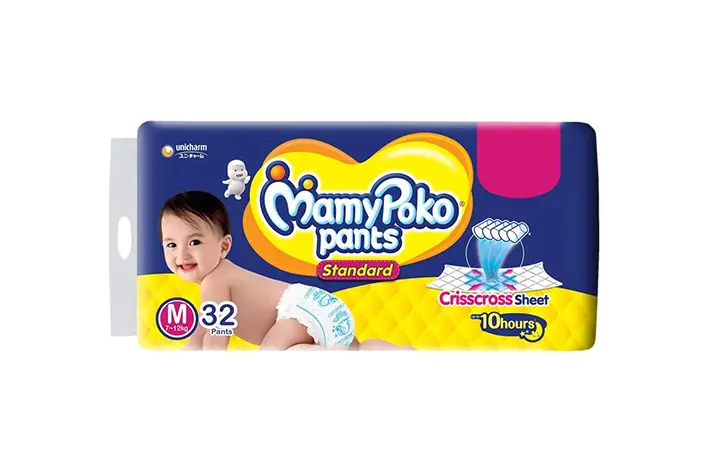 unicharm
ユニ・チャーム
MamyPoko®
pants
Standard
Crisscross Sheet
10hours
M
7~12kg
32
Pants